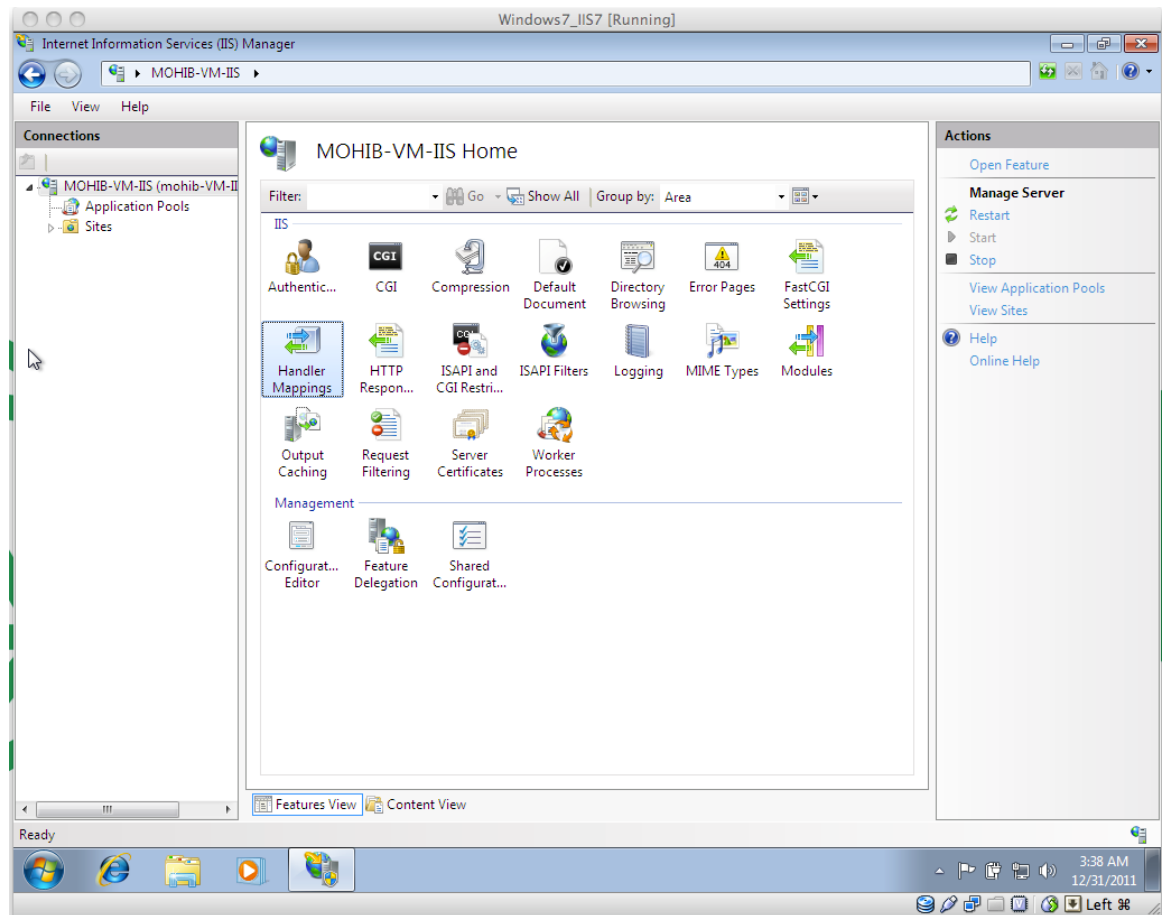 Windows7_IIS7 [Running]
Internet Information Services (IIS) Manager
MOHIB-VM-IIS
File View Help
Connections
MOHIB-VM-IIS (mohib-VM-II
Application Pools
Sites
MOHIB-VM-IIS Home
Filter: Go Show All Group by: Area
IIS
Authentic... CGI Compression Default Document Directory Browsing Error Pages FastCGI Settings
CGI
404
Handler Mappings HTTP Respon... ISAPI and CGI Restri... ISAPI Filters Logging MIME Types Modules
Output Caching Request Filtering Server Certificates Worker Processes
Management
Configurat... Editor Feature Delegation Shared Configurat...
Features View Content View
Actions
Open Feature
Manage Server
Restart
Start
Stop
View Application Pools
View Sites
Help
Online Help
Ready
3:38 AM
12/31/2011
Left ⌘